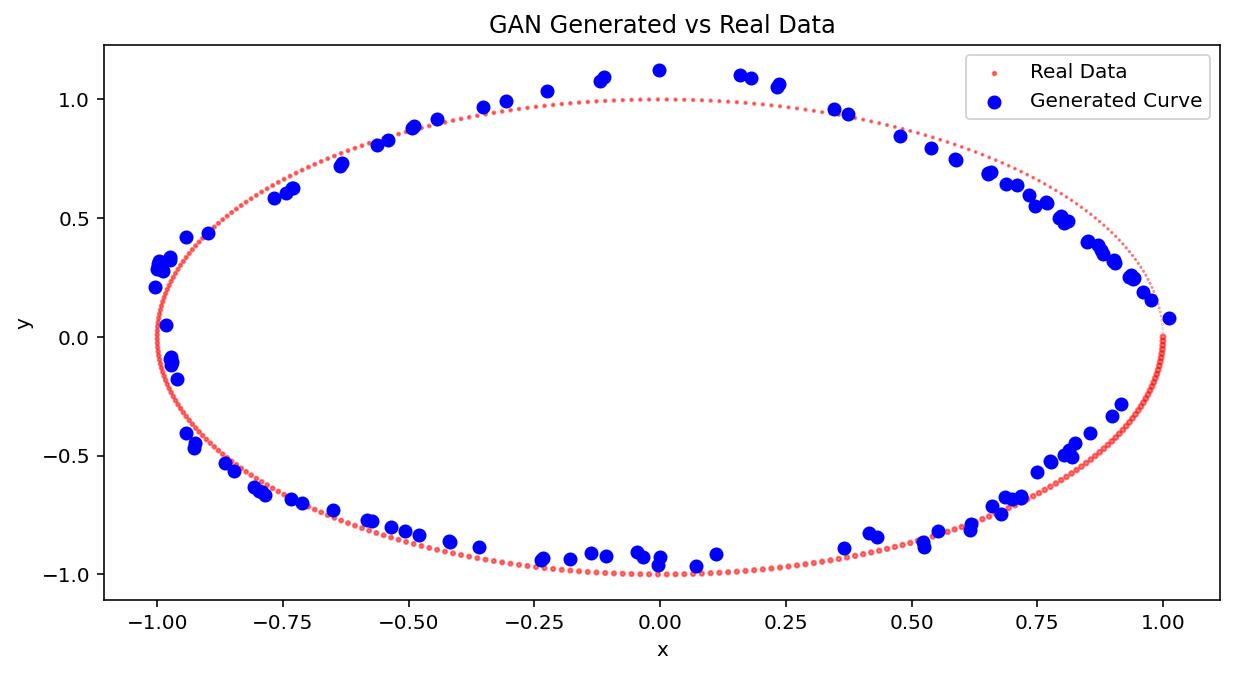 GAN Generated vs Real Data
Real Data
Generated Curve
1.0
0.5
0.0
−0.5
−1.0
y
−1.00 −0.75 −0.50 −0.25 0.00 0.25 0.50 0.75 1.00
x